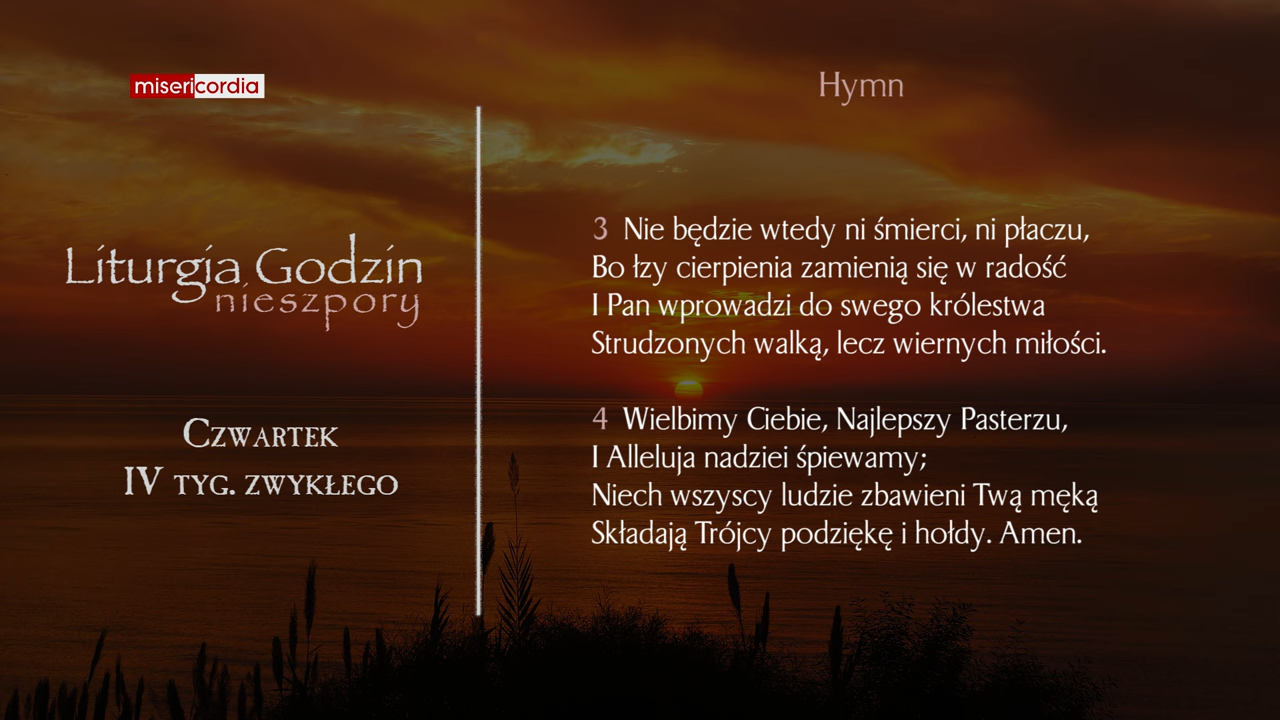 misericordia
Liturgia Godzin
nieszpory
Czwartek
IV tyg. zwykłego
Hymn
3 Nie będzie wtedy ni śmierci, ni płaczu,
Bo łzy cierpienia zamienią się w radość
I Pan wprowadzi do swego królestwa
Strudzonych walką, lecz wiernych miłości.
4 Wielbimy Ciebie, Najlepszy Pasterzu,
I Alleluja nadziei śpiewamy;
Niech wszyscy ludzie zbawieni Twą męką
Składają Trójcy podziękę i hołdy. Amen.